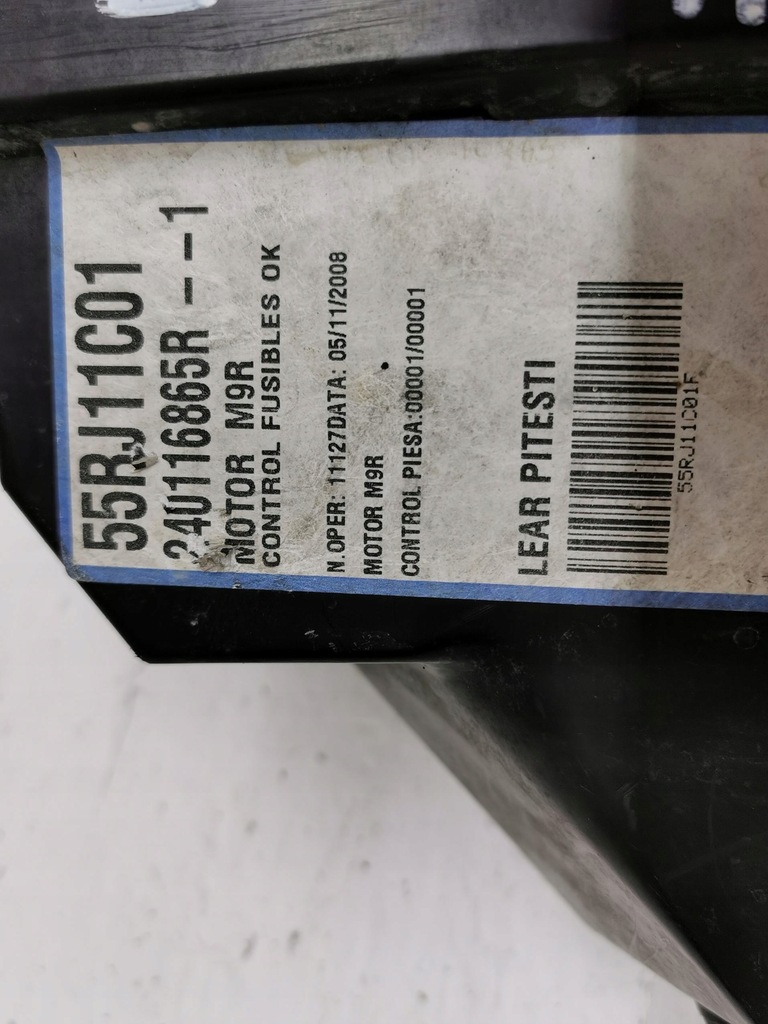 55RJ11C01
24U116865R --1
MOTOR M9R
CONTROL FUSIBLES OK
N.OPER: 11127DATA: 05/11/2008
MOTOR M9R
CONTROL PIESA:00001/00001
LEAR PITESTI
55RJ11C01F